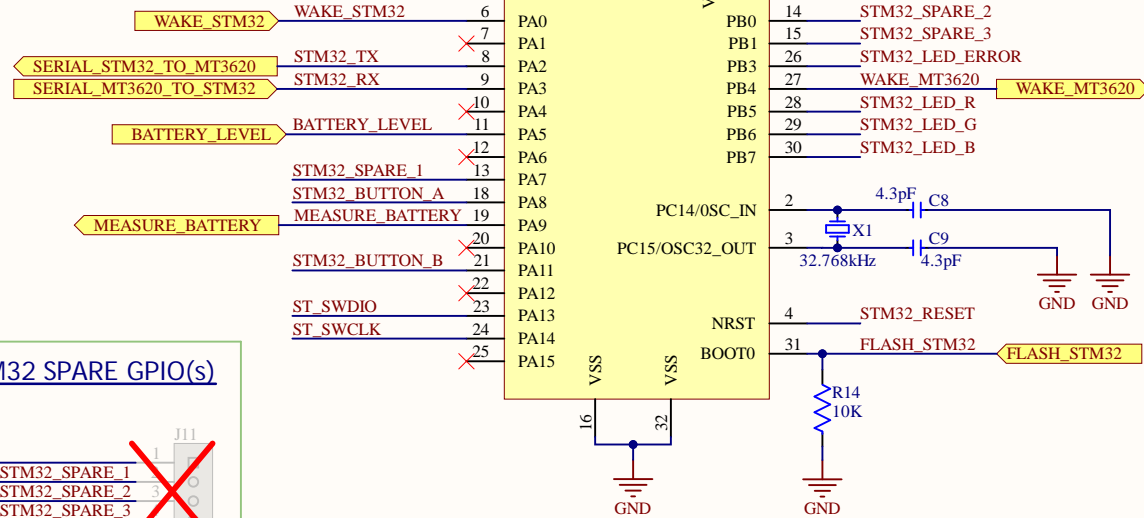 WAKE_STM32
WAKE_STM32
6
PA0
7
PA1
SERIAL_STM32_TO_MT3620
STM32_TX
8
PA2
SERIAL_MT3620_TO_STM32
STM32_RX
9
PA3
10
PA4
BATTERY_LEVEL
BATTERY_LEVEL
11
PA5
12
PA6
STM32_SPARE_1
13
PA7
STM32_BUTTON_A
18
PA8
MEASURE_BATTERY
MEASURE_BATTERY
19
PA9
20
PA10
STM32_BUTTON_B
21
PA11
22
PA12
ST_SWDIO
23
PA13
ST_SWCLK
24
PA14
25
PA15
PB0
14
STM32_SPARE_2
PB1
15
STM32_SPARE_3
PB3
26
STM32_LED_ERROR
PB4
27
WAKE_MT3620
WAKE_MT3620
PB5
28
STM32_LED_R
PB6
29
STM32_LED_G
PB7
30
STM32_LED_B
PC14/0SC_IN
2
4.3pF
C8
X1
PC15/OSC32_OUT
3
32.768kHz
C9
4.3pF
GND
GND
NRST
4
STM32_RESET
BOOT0
31
FLASH_STM32
FLASH_STM32
R14
10K
GND
VSS
VSS
16
32
GND
M32 SPARE GPIO(s)
J11
1
STM32_SPARE_1
STM32_SPARE_2
3
STM32_SPARE_3